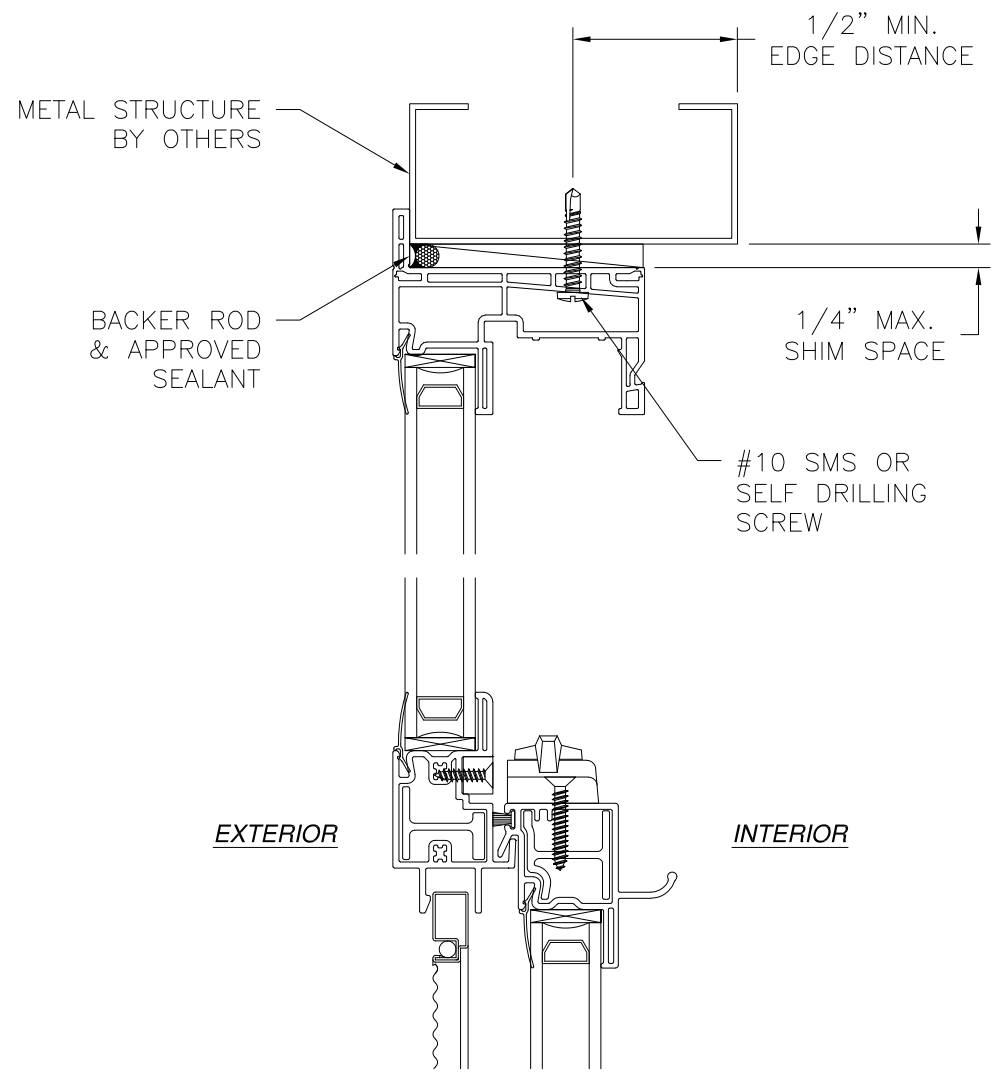 1/2” MIN.
EDGE DISTANCE
METAL STRUCTURE
BY OTHERS
BACKER ROD
& APPROVED
SEALANT
1/4” MAX.
SHIM SPACE
#10 SMS OR
SELF DRILLING
SCREW
EXTERIOR
INTERIOR